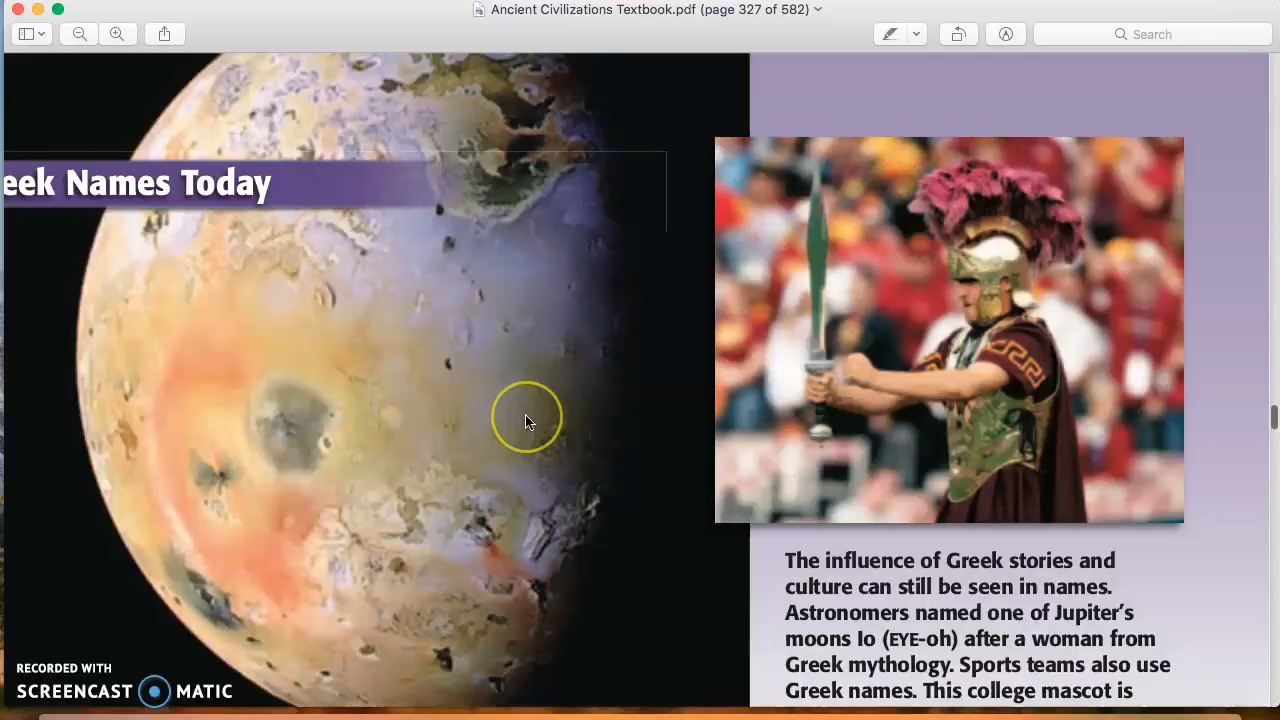 Ancient Civilizations Textbook.pdf (page 327 of 582)
Search
eek Names Today
The influence of Greek stories and
culture can still be seen in names.
Astronomers named one of Jupiter's
moons Io (EYE-oh) after a woman from
Greek mythology. Sports teams also use
Greek names. This college mascot is
RECORDED WITH
SCREENCAST MATIC